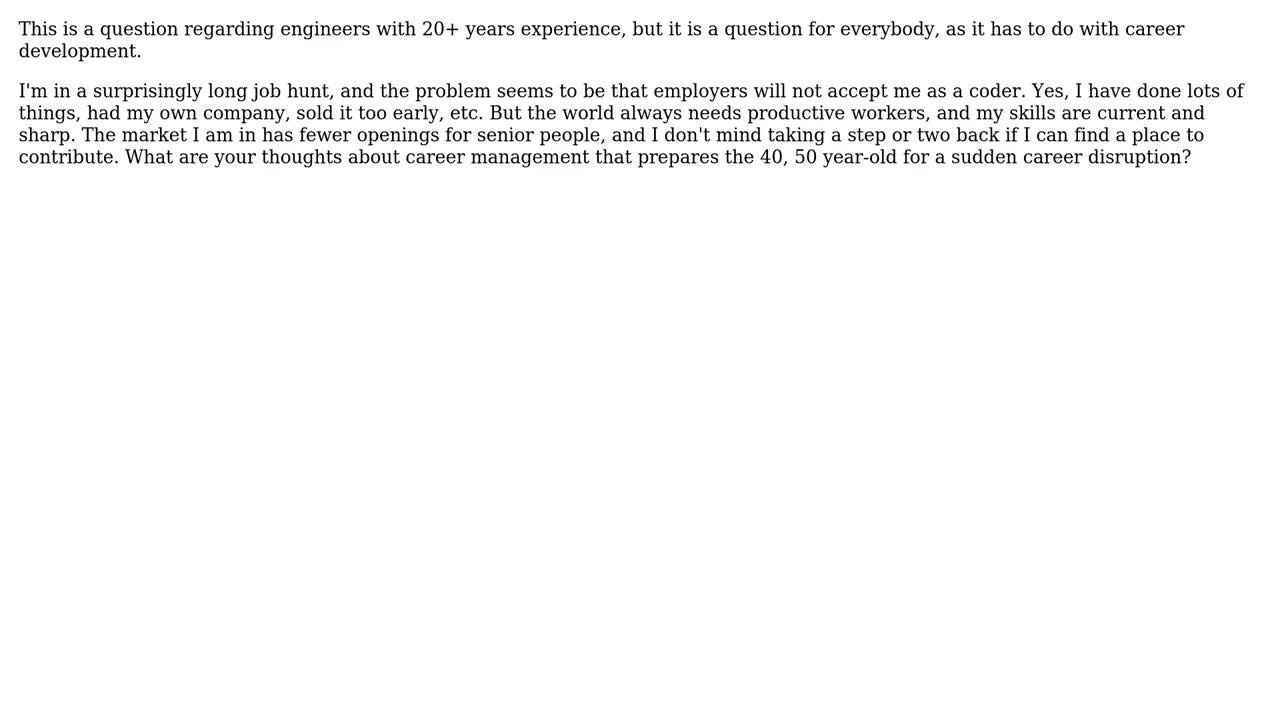 This is a question regarding engineers with 20+ years experience, but it is a question for everybody, as it has to do with career
development.
I'm in a surprisingly long job hunt, and the problem seems to be that employers will not accept me as a coder. Yes, I have done lots of
things, had my own company, sold it too early, etc. But the world always needs productive workers, and my skills are current and
sharp. The market I am in has fewer openings for senior people, and I don't mind taking a step or two back if I can find a place to
contribute. What are your thoughts about career management that prepares the 40, 50 year-old for a sudden career disruption?